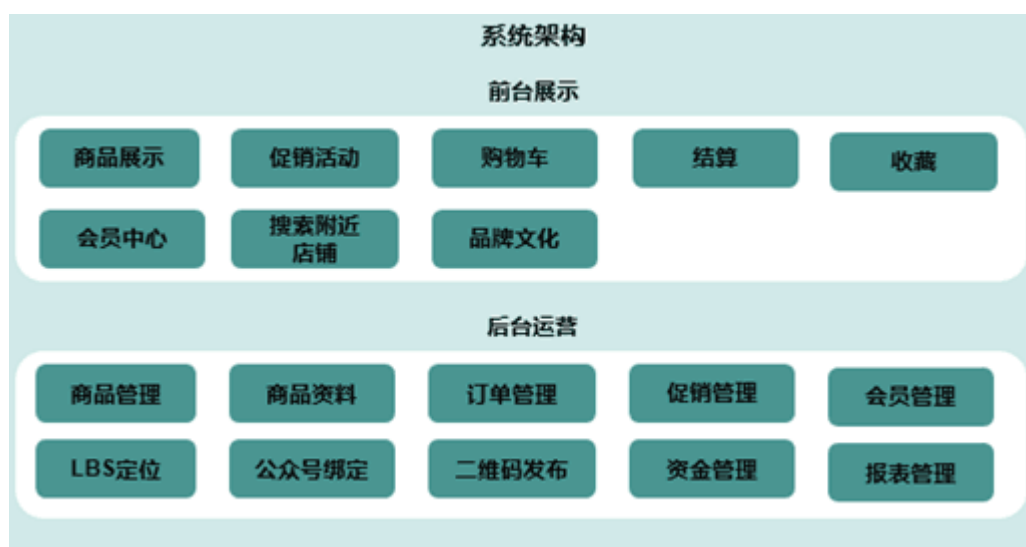 系统架构
前台展示
商品展示
促销活动
购物车
结算
收藏
会员中心
搜索附近
店铺
品牌文化
后台运营
商品管理
商品资料
订单管理
促销管理
会员管理
LBS定位
公众号绑定
二维码发布
资金管理
报表管理